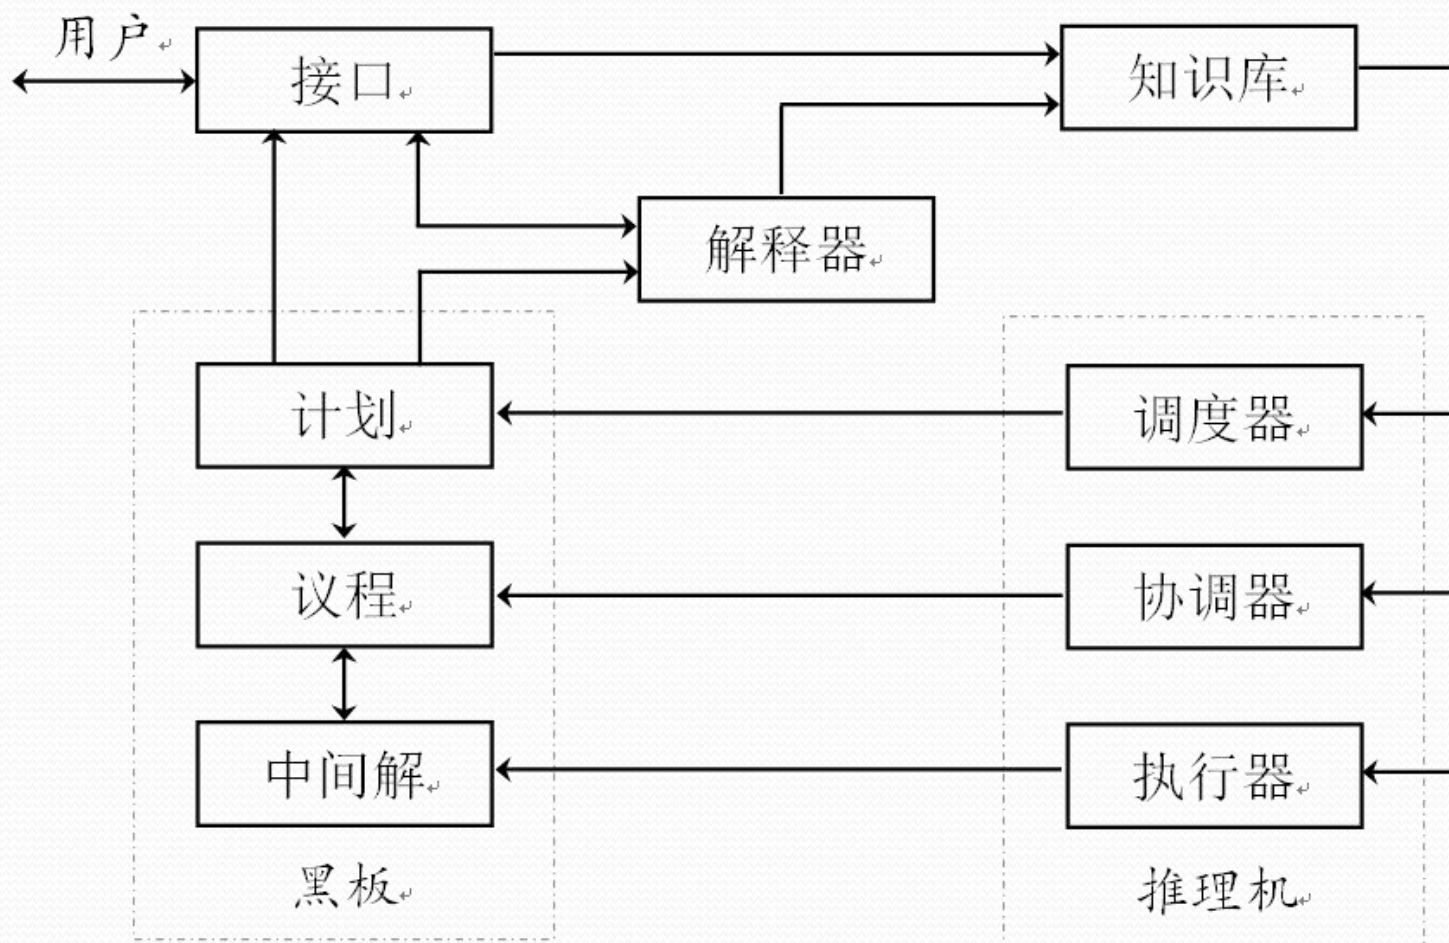 用户
接口
知识库
解释器
计划
调度器
议程
协调器
中间解
执行器
黑板
推理机